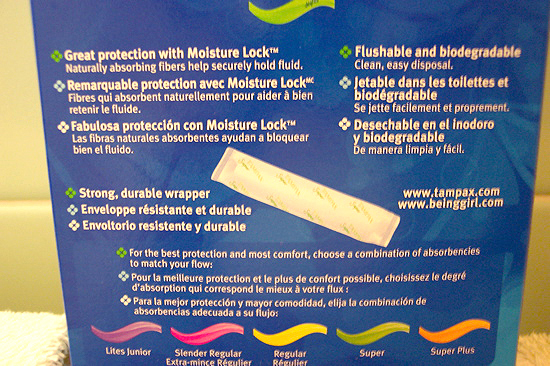 Great protection with Moisture Lock™
Naturally absorbing fibers help securely hold fluid.
Remarquable protection avec Moisture Lock MC
Fibres qui absorbent naturellement pour aider à bien
retenir le fluide.
Fabulosa protección con Moisture Lock™
Las fibras naturales absorbentes ayudan a bloquear
bien el fluido.
Flushable and biodegradable
Clean, easy disposal.
Jetable dans les toilettes et
biodégradable
Se jette facilement et proprement.
Desechable en el inodoro
y biodegradable
De manera limpia y fácil.
Strong, durable wrapper
Enveloppe résistante et durable
Envoltorio resistente y durable
www.tampax.com
www.beinggirl.com
For the best protection and most comfort, choose a combination of absorbencies
to match your flow:
Pour la meilleure protection et le plus de confort possible, choisissez le degré
d'absorption qui correspond le mieux à votre flux :
Para la mejor protección y mayor comodidad, elija la combinación de
absorbencias adecuada a su flujo:
Lites Junior
Slender Regular
Extra-mince Régulier
Regular
Régulier
Super
Super Plus